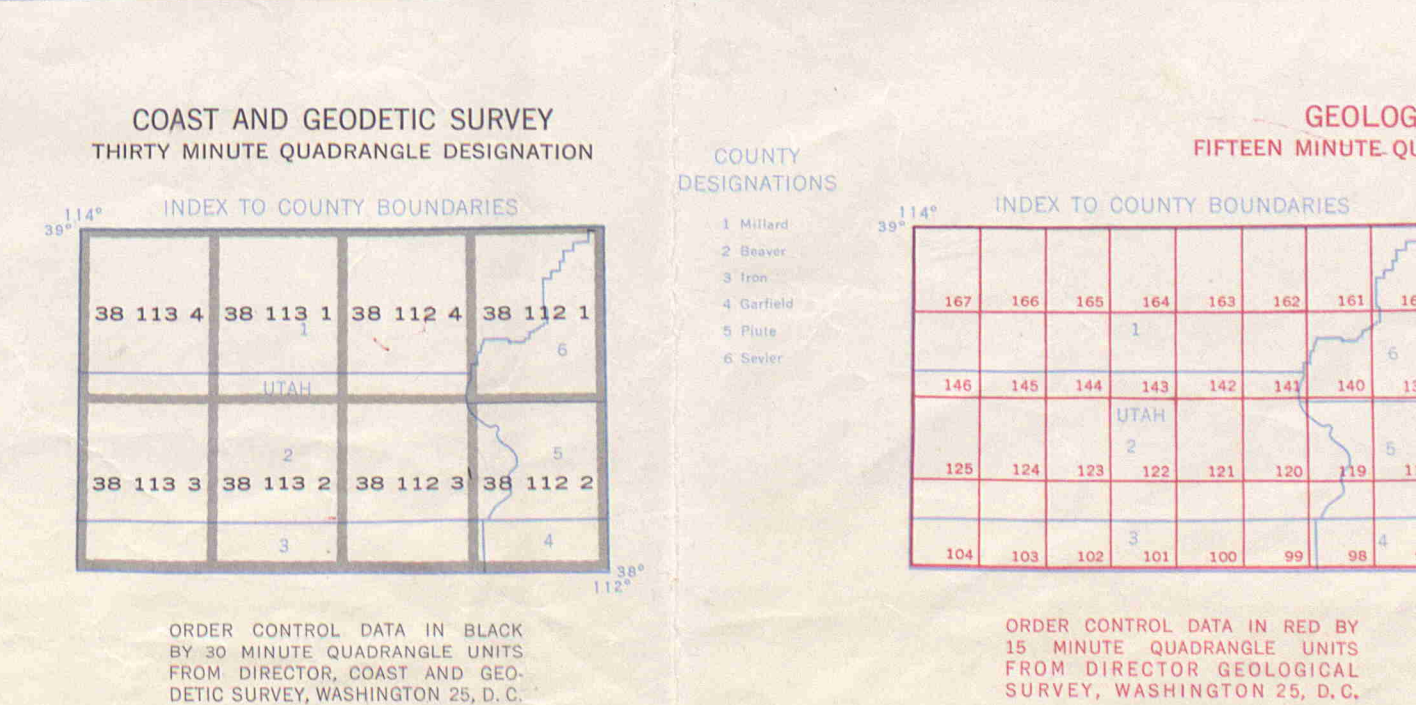 COAST AND GEODETIC SURVEY
THIRTY MINUTE QUADRANGLE DESIGNATION
INDEX TO COUNTY BOUNDARIES
114°
39°
38 113 4 38 113 1 38 112 4 38 112 1
1
6
UTAH
2
5
38 113 3 38 113 2 38 112 3 38 112 2
3
4
38°
112°
ORDER CONTROL DATA IN BLACK
BY 30 MINUTE QUADRANGLE UNITS
FROM DIRECTOR, COAST AND GEO-
DETIC SURVEY, WASHINGTON 25, D. C.
COUNTY
DESIGNATIONS
1 Millard
2 Beaver
3 Iron
4 Garfield
5 Piute
6 Sevier
GEOLOG
FIFTEEN MINUTE QU
INDEX TO COUNTY BOUNDARIES
114°
39°
167 166 165 164 163 162 161 16
1
6
146 145 144 143 142 141 140 13
UTAH
2
5
125 124 123 122 121 120 119 11
3
4
104 103 102 101 100 99 98
ORDER CONTROL DATA IN RED BY
15 MINUTE QUADRANGLE UNITS
FROM DIRECTOR GEOLOGICAL
SURVEY, WASHINGTON 25, D. C.